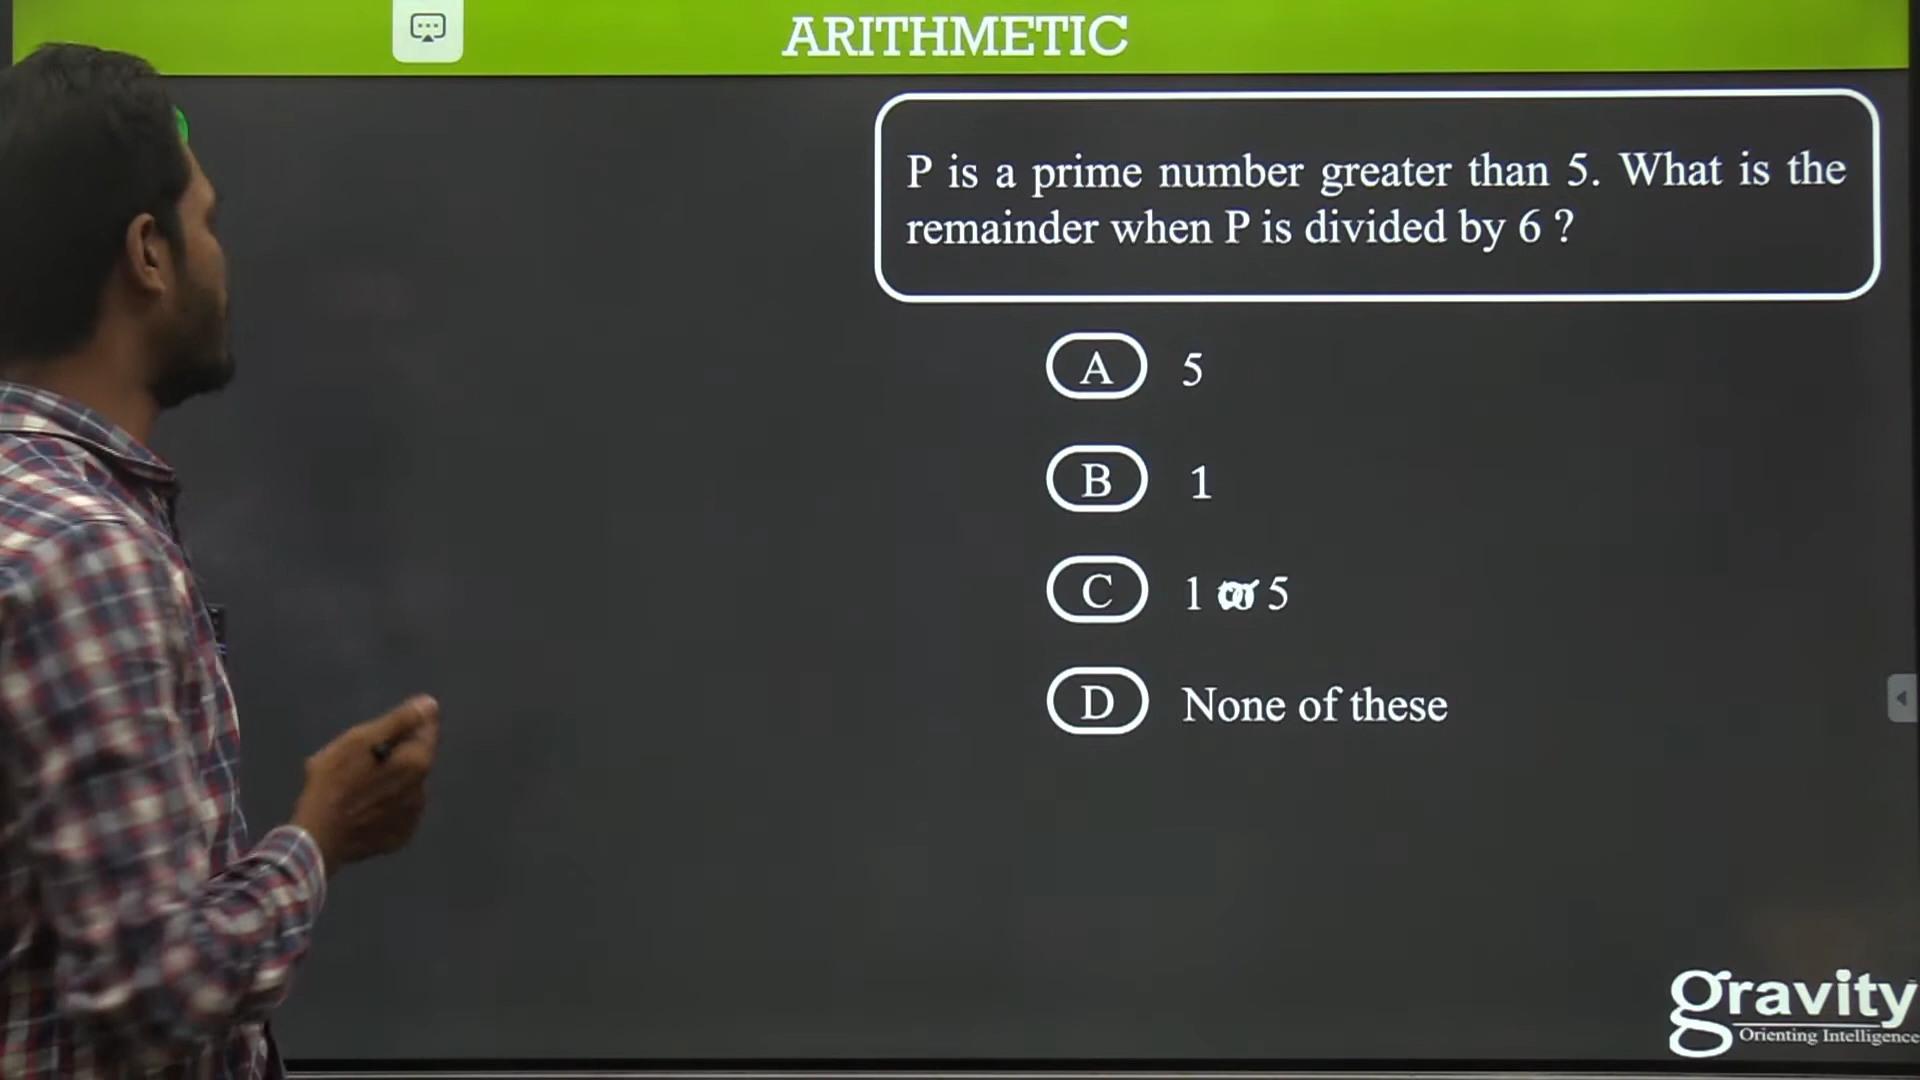 ARITHMETIC
P is a prime number greater than 5. What is the
remainder when P is divided by 6 ?
A 5
B 1
C 1 or 5
D None of these
gravity
Orienting Intelligence